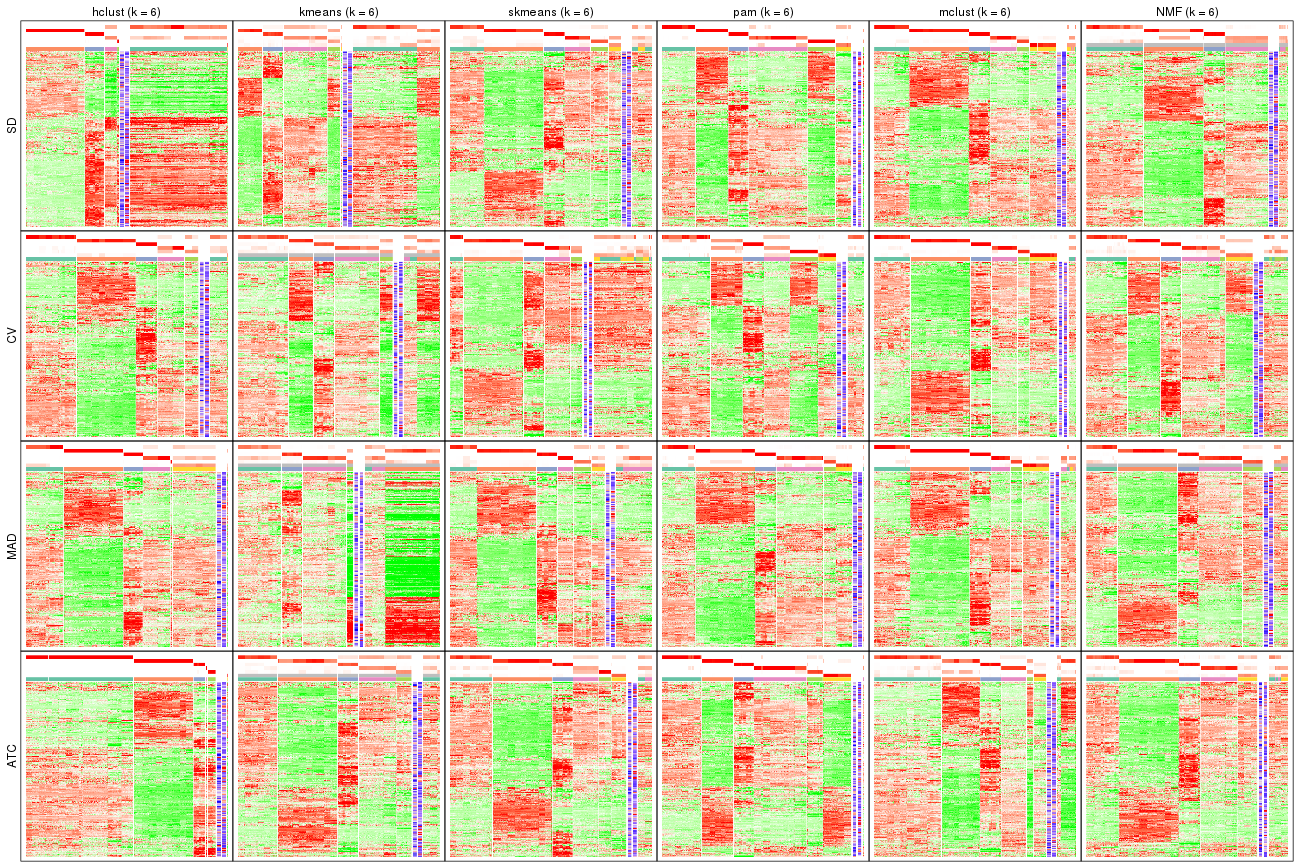 hclust (k = 6)
kmeans (k = 6)
skmeans (k = 6)
pam (k = 6)
mclust (k = 6)
NMF (k = 6)
SD
CV
MAD
ATC